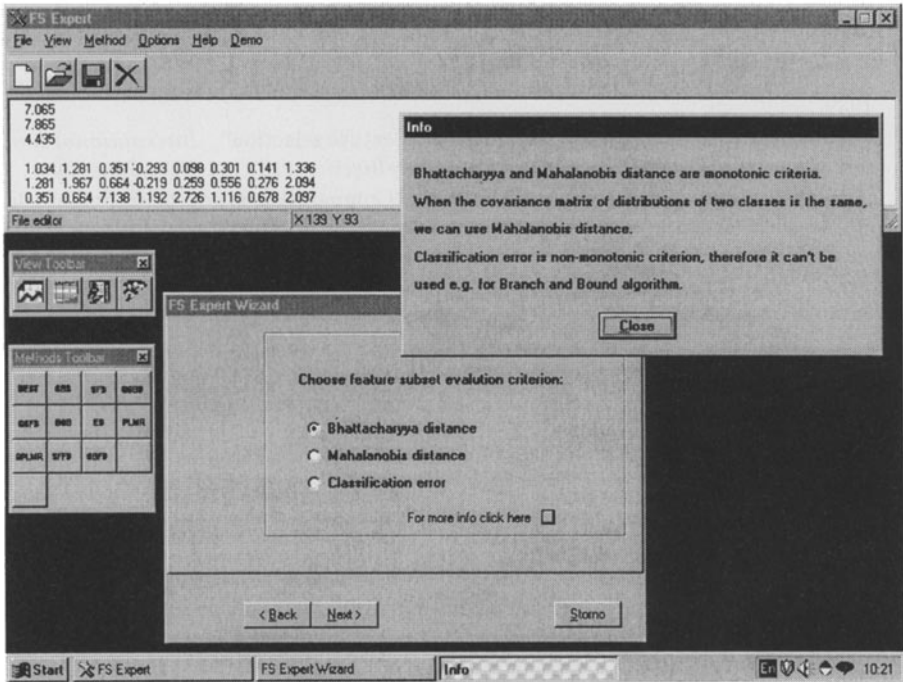 FS Expert
File View Method Options Help Demo
7.065
7.865
4.435
1.034 1.281 0.351 -0.293 0.098 0.301 0.141 1.336
1.281 1.967 0.664 -0.219 0.259 0.556 0.276 2.094
0.351 0.664 7.138 1.192 2.726 1.116 0.678 2.097
File editor
X 139 Y 93
Info
Bhattacharyya and Mahalanobis distance are monotonic criteria.
When the covariance matrix of distributions of two classes is the same,
we can use Mahalanobis distance.
Classification error is non-monotonic criterion, therefore it can't be
used e.g. for Branch and Bound algorithm.
Close
View Toolbar
Methods Toolbar
BEST
SFS
PLMR
FS Expert Wizard
Choose feature subset evalution criterion:
Bhattacharyya distance
Mahalanobis distance
Classification error
For more info click here
< Back
Next >
Storno
Start
FS Expert
FS Expert Wizard
Info
En
10:21